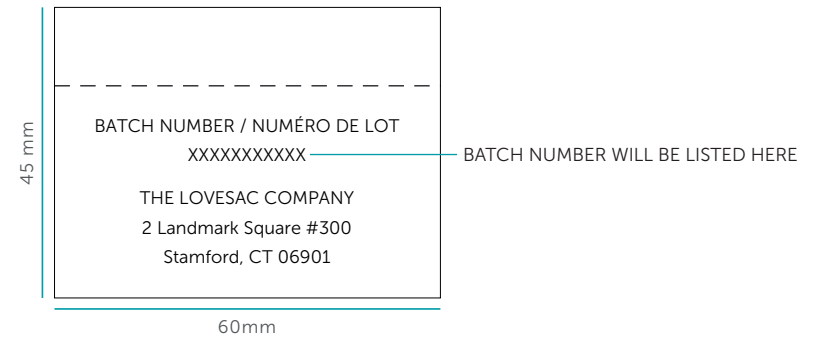 BATCH NUMBER / NUMÉRO DE LOT
XXXXXXXXXXX
BATCH NUMBER WILL BE LISTED HERE
THE LOVESAC COMPANY
2 Landmark Square #300
Stamford, CT 06901
45 mm
60mm